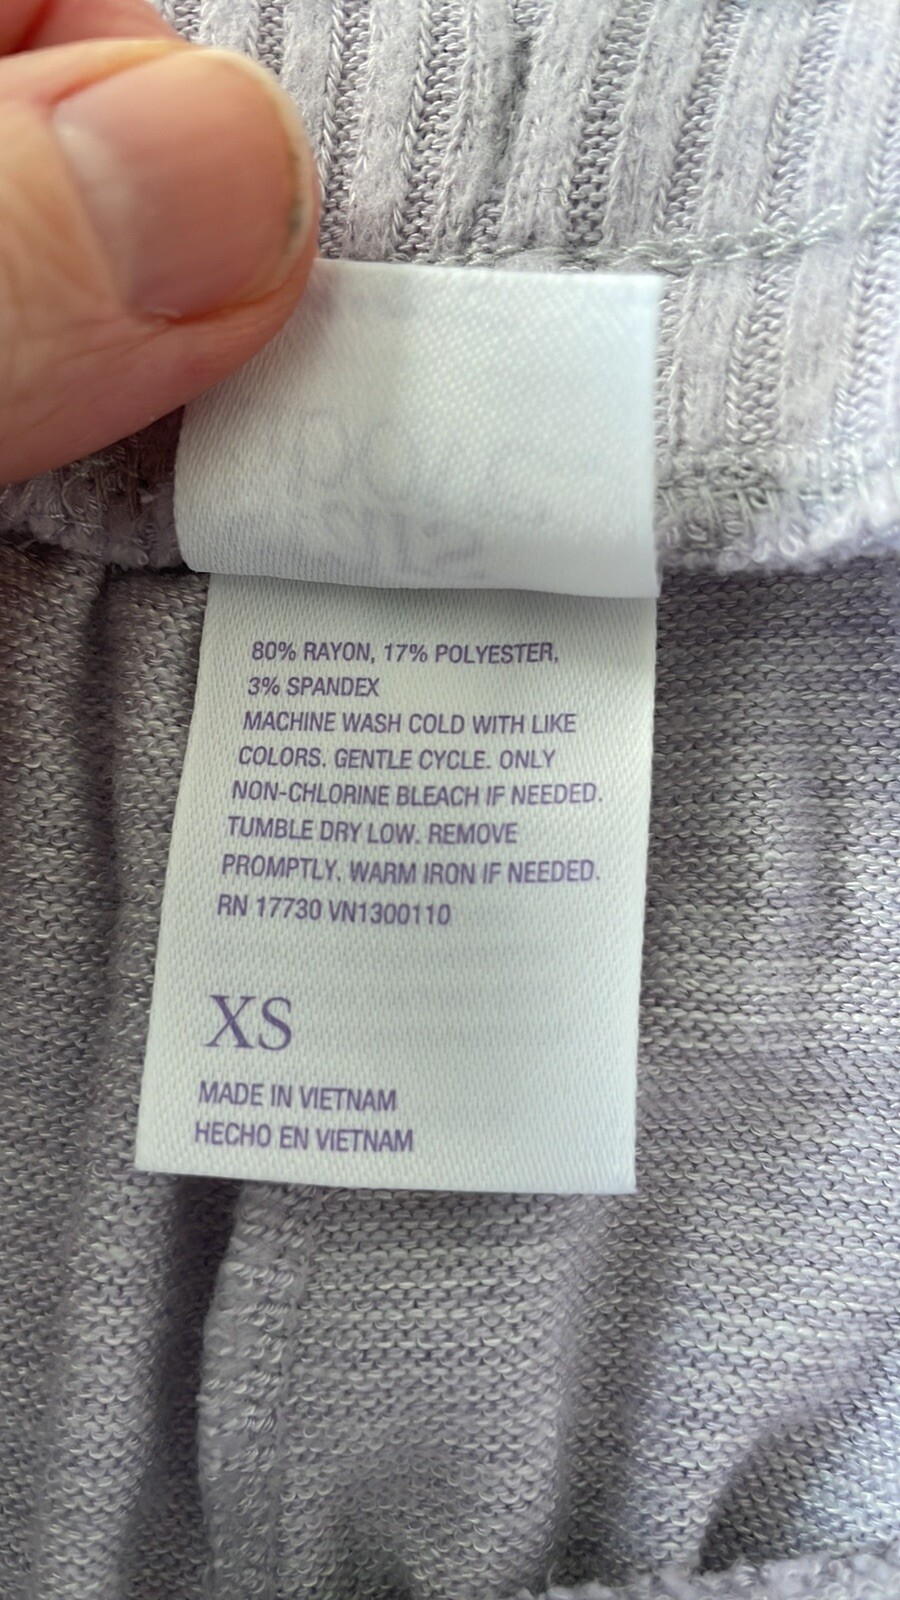 80% RAYON, 17% POLYESTER,
3% SPANDEX
MACHINE WASH COLD WITH LIKE
COLORS. GENTLE CYCLE. ONLY
NON-CHLORINE BLEACH IF NEEDED.
TUMBLE DRY LOW. REMOVE
PROMPTLY. WARM IRON IF NEEDED.
RN 17730 VN1300110
XS
MADE IN VIETNAM
HECHO EN VIETNAM